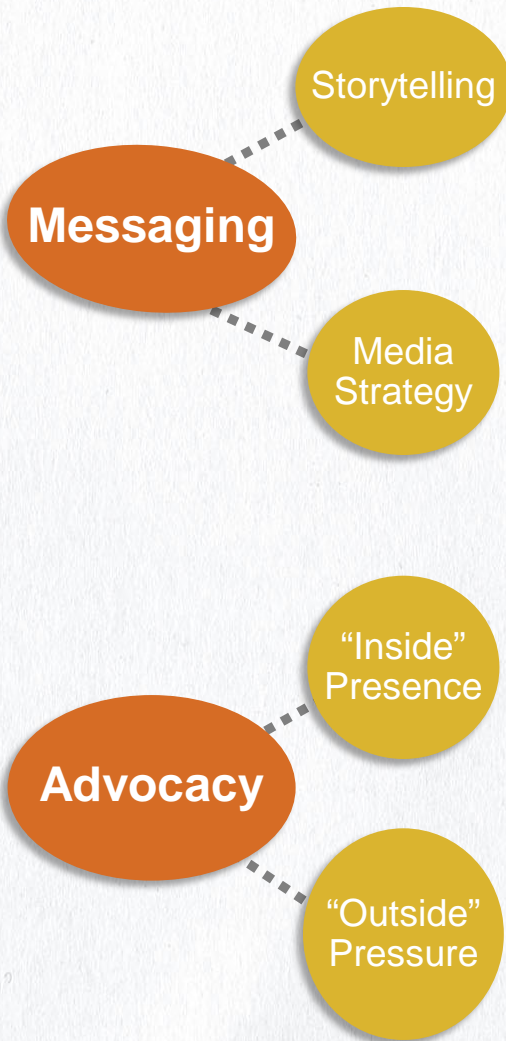 Storytelling
Messaging
Media
Strategy
“Inside”
Presence
Advocacy
“Outside”
Pressure